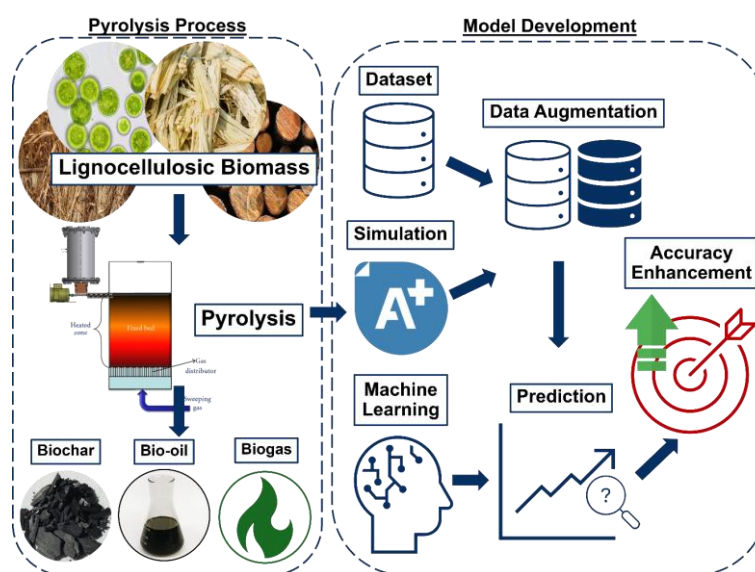 Pyrolysis Process
Lignocellulosic Biomass
Heated
zone
Fixed bed
Gas
distributor
Sweeping
gas
Pyrolysis
Biochar
Bio-oil
Biogas
Model Development
Dataset
Data Augmentation
Simulation
A+
Accuracy
Enhancement
Machine
Learning
Prediction
?